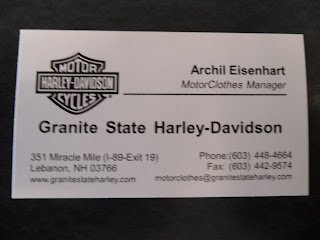 MOTOR
HARLEY-DAVIDSON
CYCLES
Archil Eisenhart
MotorClothes Manager
Granite State Harley-Davidson
351 Miracle Mile (I-89-Exit 19)
Lebanon, NH 03766
www.granitestateharley.com
Phone:(603) 448-4664
Fax: (603) 442-9574
motorclothes@granitestateharley.com